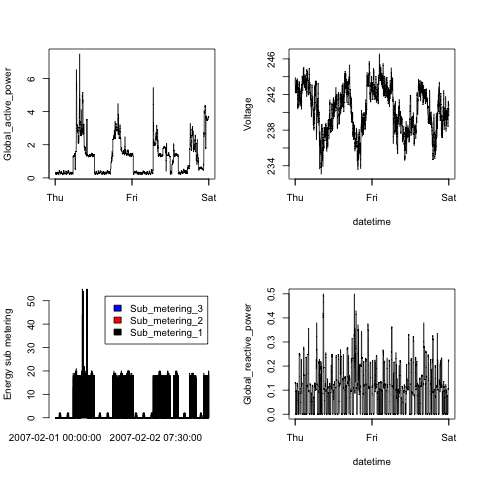 Global_active_power
6
4
2
0
Thu
Fri
Sat
Voltage
246
242
238
234
Thu
Fri
Sat
datetime
Energy sub metering
50
40
30
20
10
0
Sub_metering_3
Sub_metering_2
Sub_metering_1
2007-02-01 00:00:00
2007-02-02 07:30:00
Global_reactive_power
0.5
0.4
0.3
0.2
0.1
0.0
Thu
Fri
Sat
datetime